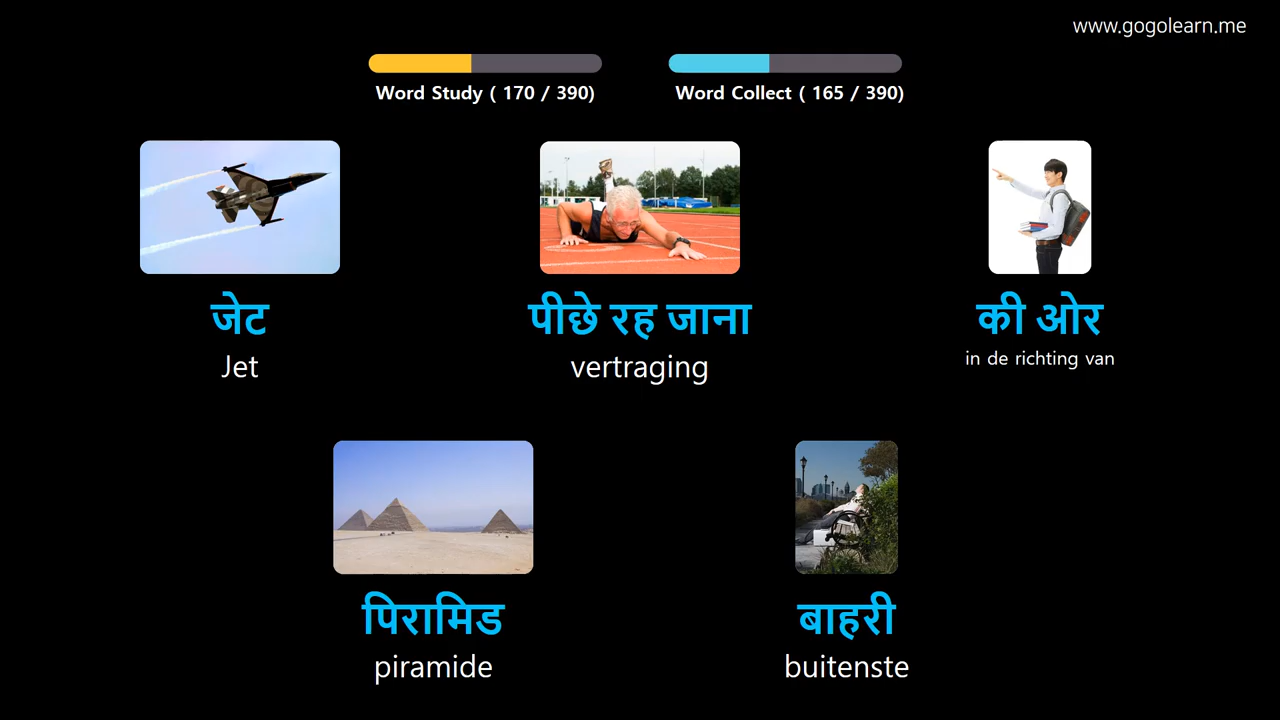 www.gogolearn.me
Word Study ( 170 / 390)
Word Collect ( 165 / 390)
जेट
Jet
पीछे रह जाना
vertraging
की ओर
in de richting van
पिरामिड
piramide
बाहरी
buitenste